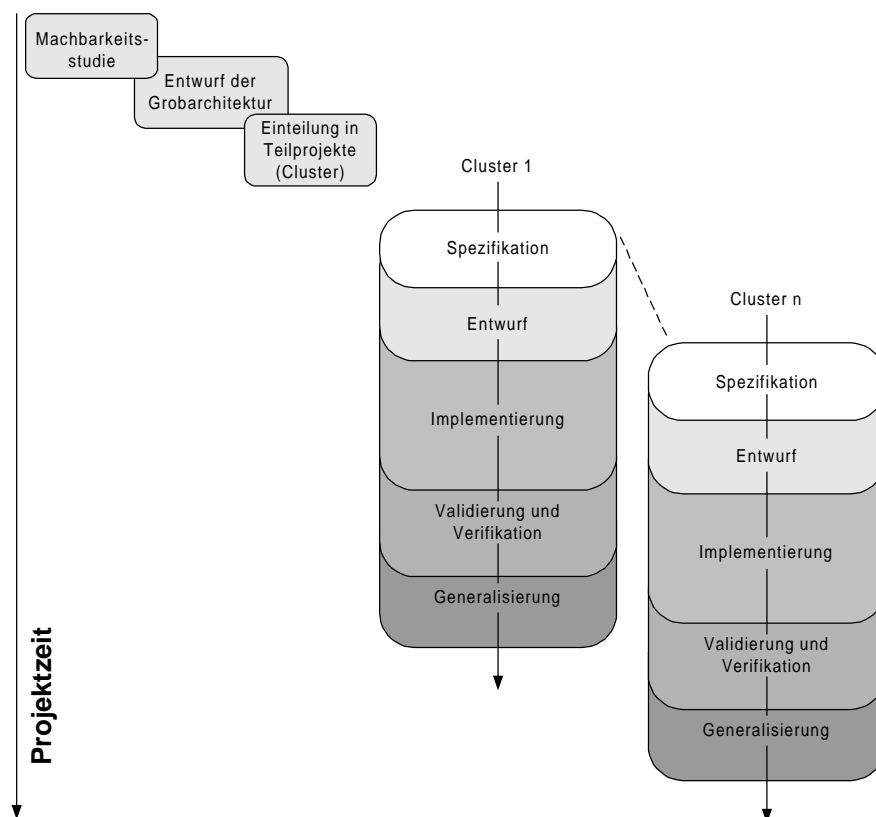 Machbarkeits-
studie
Entwurf der
Grobarchitektur
Einteilung in
Teilprojekte
(Cluster)
Cluster 1
Spezifikation
Entwurf
Implementierung
Validierung und
Verifikation
Generalisierung
Cluster n
Spezifikation
Entwurf
Implementierung
Validierung und
Verifikation
Generalisierung
Projektzeit